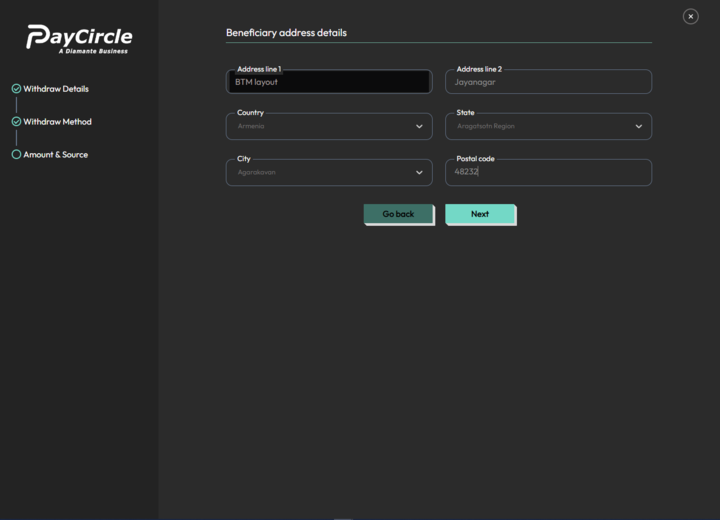 PayCircle
A Diamante Business
Withdraw Details
Withdraw Method
Amount & Source
Beneficiary address details
Address line 1
BTM layout
Address line 2
Jayanagar
Country
Armenia
State
Aragatsotn Region
City
Agarakavan
Postal code
48232
Go back
Next